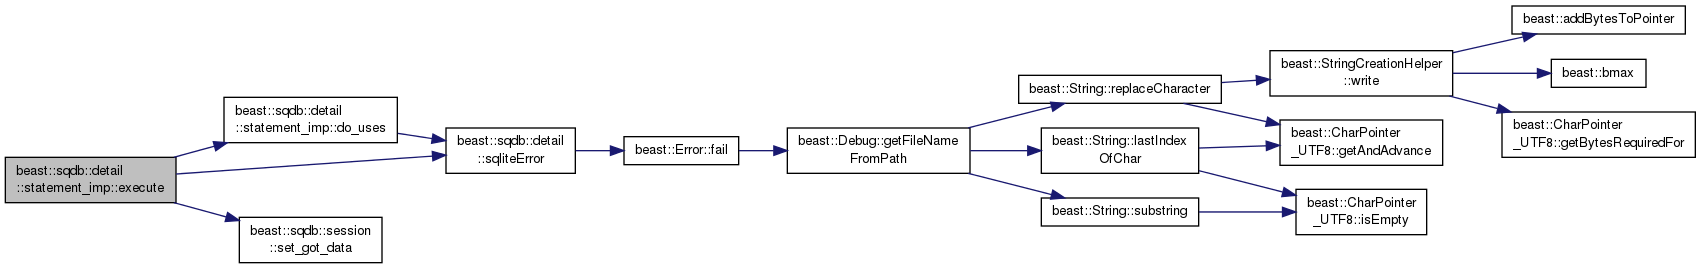 beast::sqdb::detail
::statement_imp::execute
beast::sqdb::detail
::statement_imp::do_uses
beast::sqdb::session
::set_got_data
beast::sqdb::detail
::sqliteError
beast::Error::fail
beast::Debug::getFileName
FromPath
beast::String::replaceCharacter
beast::String::lastIndex
OfChar
beast::String::substring
beast::StringCreationHelper
::write
beast::CharPointer
_UTF8::getAndAdvance
beast::CharPointer
_UTF8::isEmpty
beast::addBytesToPointer
beast::bmax
beast::CharPointer
_UTF8::getBytesRequiredFor